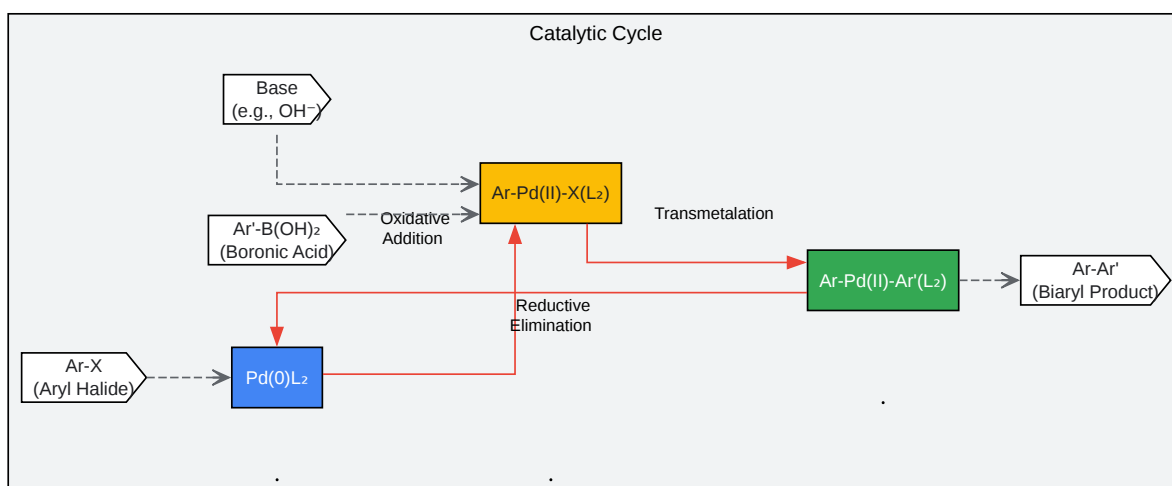 Catalytic Cycle
Base
(e.g., OH⁻)
Ar-Pd(II)-X(L₂)
Oxidative
Addition
Transmetalation
Ar'-B(OH)₂
(Boronic Acid)
Ar-Pd(II)-Ar'(L₂)
Ar-Ar'
(Biaryl Product)
Reductive
Elimination
Ar-X
(Aryl Halide)
Pd(0)L₂
.
.
.